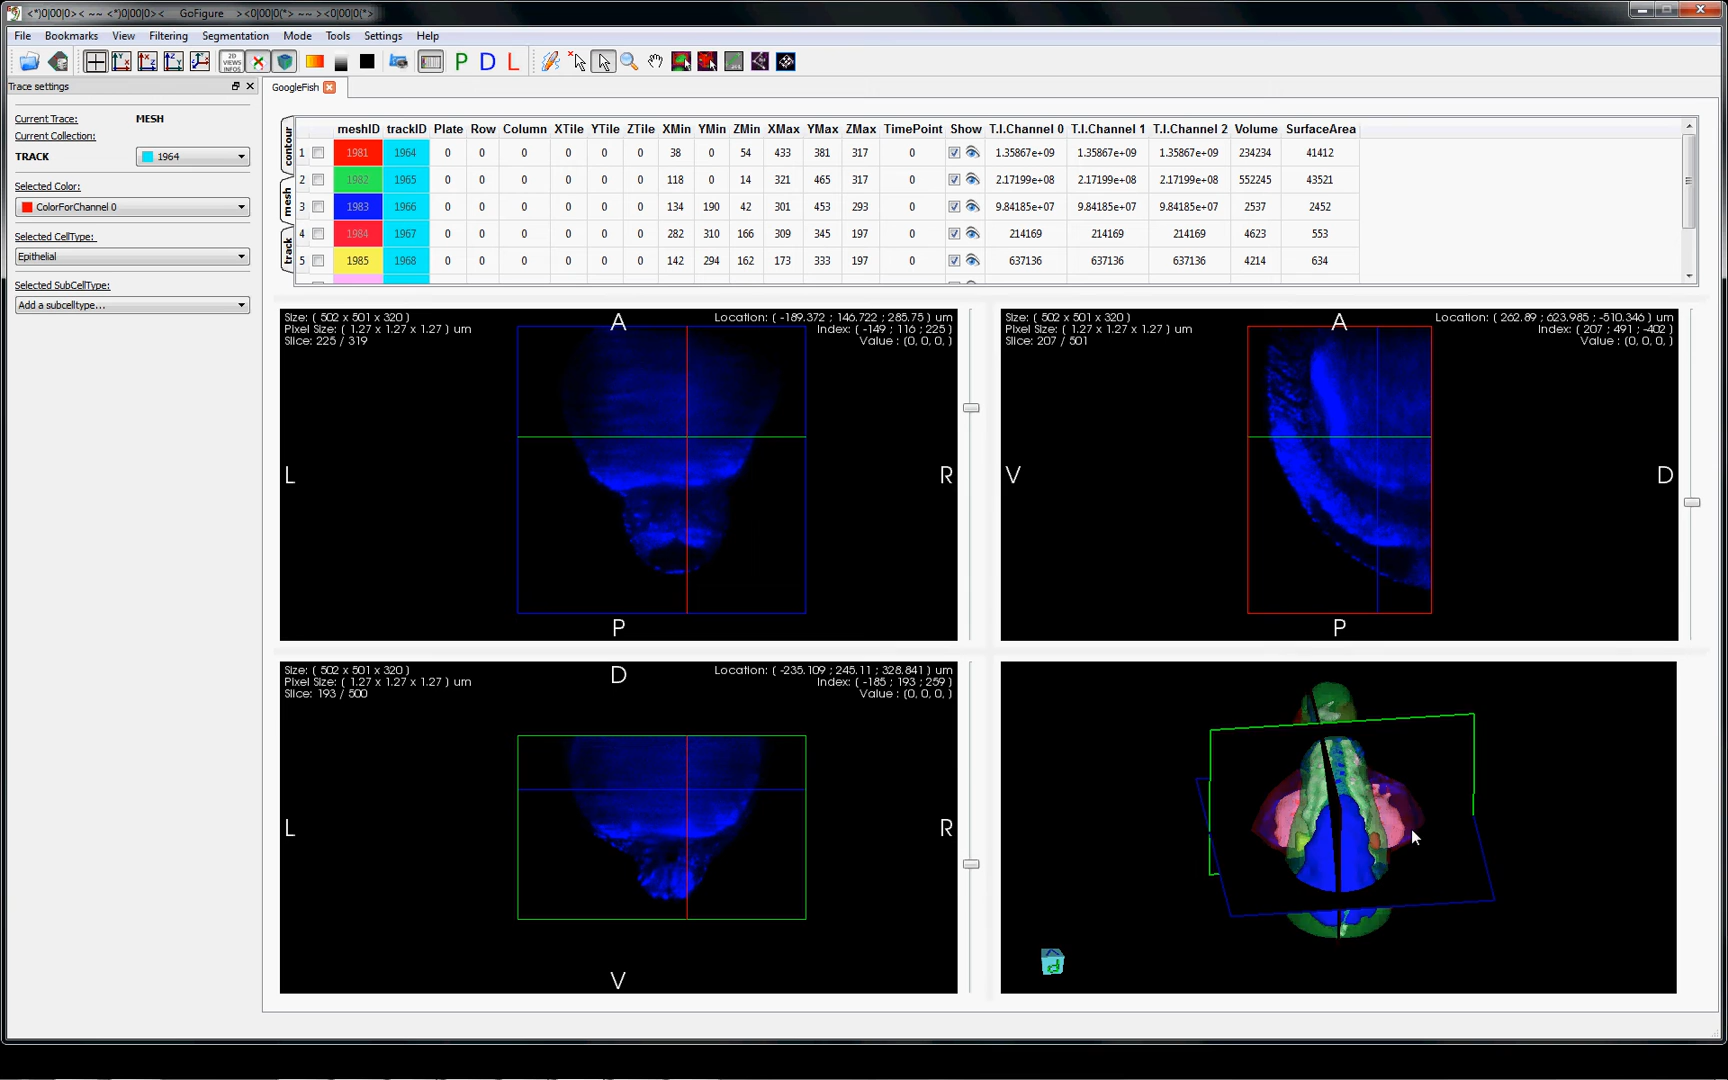 <*)0|00|0>< ~~ <*)0|00|0>< GoFigure ><0|00|0(*> ~~ ><0|00|0(*>
File Bookmarks View Filtering Segmentation Mode Tools Settings Help
P D L
Trace settings
GoogleFish
Current Trace: MESH
Current Collection:
TRACK 1964
Selected Color:
ColorForChannel 0
Selected CellType:
Epithelial
Selected SubCellType:
Add a subcelltype...
contour
mesh
track
meshID trackID Plate Row Column XTile YTile ZTile XMin YMin ZMin XMax YMax ZMax TimePoint Show T.I.Channel 0 T.I.Channel 1 T.I.Channel 2 Volume SurfaceArea
1 1981 1964 0 0 0 0 0 0 38 0 54 433 381 317 0 1.35867e+09 1.35867e+09 1.35867e+09 234234 41412
2 1982 1965 0 0 0 0 0 0 118 0 14 321 465 317 0 2.17199e+08 2.17199e+08 2.17199e+08 552245 43521
3 1983 1966 0 0 0 0 0 0 134 190 42 301 453 293 0 9.84185e+07 9.84185e+07 9.84185e+07 2537 2452
4 1984 1967 0 0 0 0 0 0 282 310 166 309 345 197 0 214169 214169 214169 4623 553
5 1985 1968 0 0 0 0 0 0 142 294 162 173 333 197 0 637136 637136 637136 4214 634
Size: ( 502 x 501 x 320 )
Pixel Size: ( 1.27 x 1.27 x 1.27 ) um
Slice: 225 / 319
A
Location: ( -189.372 ; 146.722 ; 285.75 ) um
Index: ( -149 ; 116 ; 225 )
Value : (0, 0, 0, )
L
R
P
Size: ( 502 x 501 x 320 )
Pixel Size: ( 1.27 x 1.27 x 1.27 ) um
Slice: 207 / 501
A
Location: ( 262.89 ; 623.985 ; -510.346 ) um
Index: ( 207 ; 491 ; -402 )
Value : (0, 0, 0, )
V
D
P
Size: ( 502 x 501 x 320 )
Pixel Size: ( 1.27 x 1.27 x 1.27 ) um
Slice: 193 / 500
D
Location: ( -235.109 ; 245.11 ; 328.841 ) um
Index: ( -185 ; 193 ; 259 )
Value : (0, 0, 0, )
L
R
V